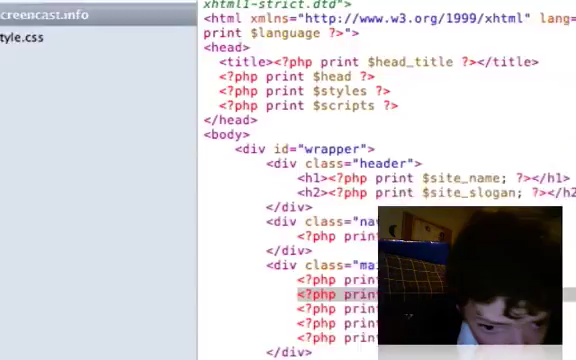 creencast.info
tyle.css
xhtml1-strict.dtd">
<html xmlns="http://www.w3.org/1999/xhtml" lang=
print $language ?>">
<head>
<title><?php print $head_title ?></title>
<?php print $head ?>
<?php print $styles ?>
<?php print $scripts ?>
</head>
<body>
<div id="wrapper">
<div class="header">
<h1><?php print $site_name; ?></h1>
<h2><?php print $site_slogan; ?></h2
</div>
<div class="nav
<?php print
</div>
<div class="mai
<?php print
<?php print
<?php print
<?php print
<?php print
</div>